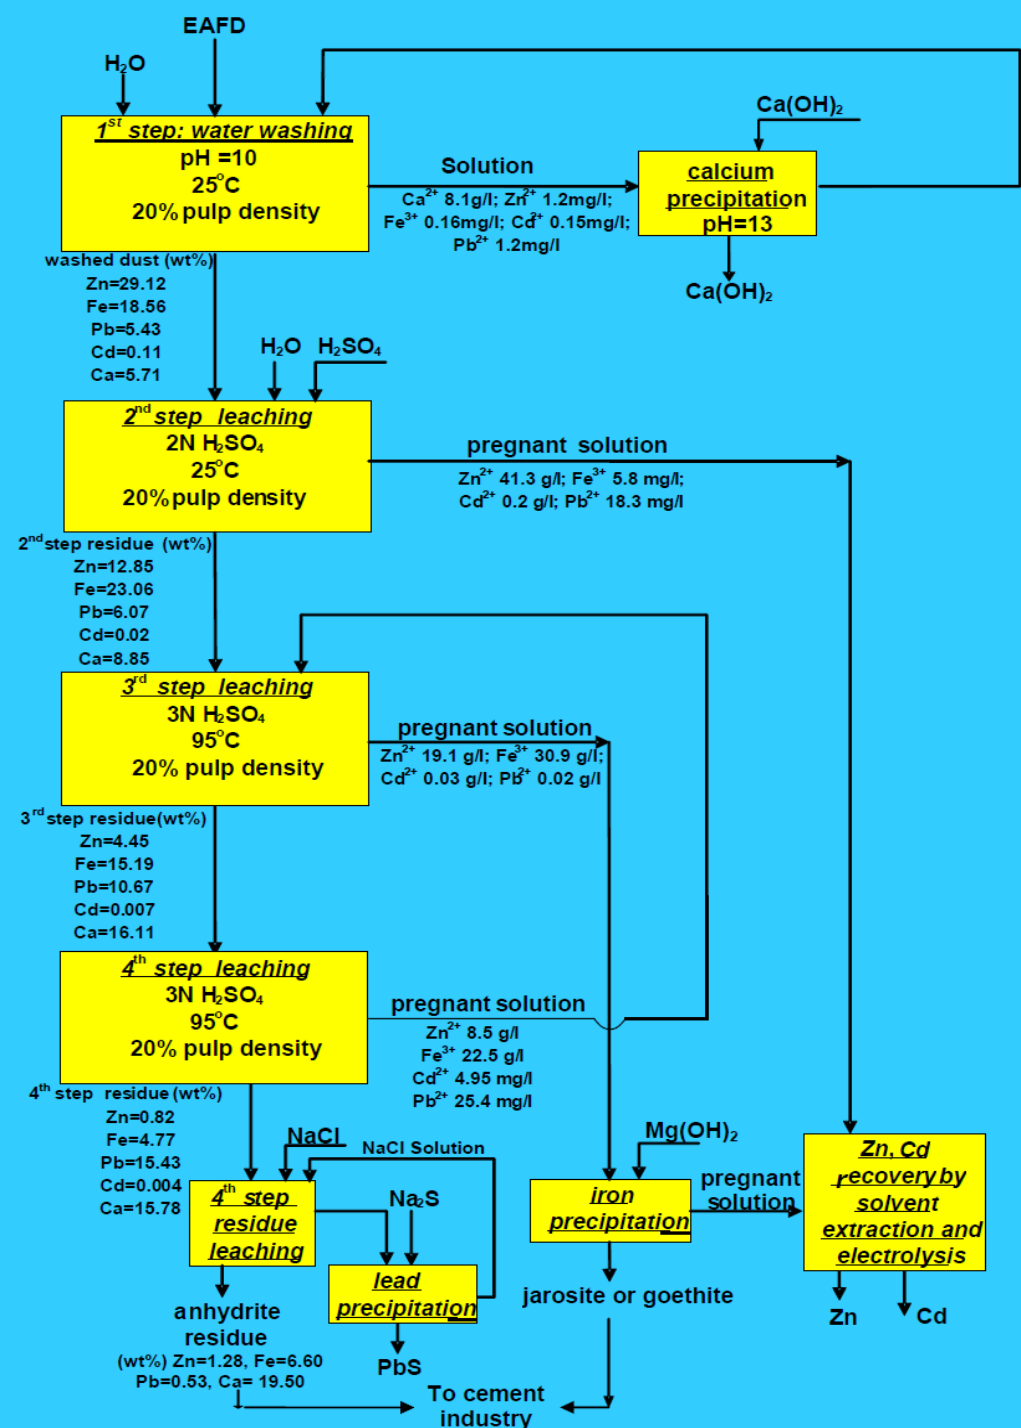 EAFD
H₂O
1st step: water washing
pH =10
25°C
20% pulp density
Solution
Ca²⁺ 8.1g/l; Zn²⁺ 1.2mg/l;
Fe³⁺ 0.16mg/l; Cd²⁺ 0.15mg/l;
Pb²⁺ 1.2mg/l
Ca(OH)₂
calcium
precipitation
pH=13
Ca(OH)₂
washed dust (wt%)
Zn=29.12
Fe=18.56
Pb=5.43
Cd=0.11
Ca=5.71
H₂O
H₂SO₄
2nd step leaching
2N H₂SO₄
25°C
20% pulp density
pregnant solution
Zn²⁺ 41.3 g/l; Fe³⁺ 5.8 mg/l;
Cd²⁺ 0.2 g/l; Pb²⁺ 18.3 mg/l
2nd step residue (wt%)
Zn=12.85
Fe=23.06
Pb=6.07
Cd=0.02
Ca=8.85
3rd step leaching
3N H₂SO₄
95°C
20% pulp density
pregnant solution
Zn²⁺ 19.1 g/l; Fe³⁺ 30.9 g/l;
Cd²⁺ 0.03 g/l; Pb²⁺ 0.02 g/l
3rd step residue(wt%)
Zn=4.45
Fe=15.19
Pb=10.67
Cd=0.007
Ca=16.11
4th step leaching
3N H₂SO₄
95°C
20% pulp density
pregnant solution
Zn²⁺ 8.5 g/l
Fe³⁺ 22.5 g/l
Cd²⁺ 4.95 mg/l
Pb²⁺ 25.4 mg/l
4th step residue (wt%)
Zn=0.82
Fe=4.77
Pb=15.43
Cd=0.004
Ca=15.78
NaCl
NaCl Solution
4th step
residue
leaching
Na₂S
lead
precipitation
PbS
anhydrite
residue
(wt%) Zn=1.28, Fe=6.60
Pb=0.53, Ca= 19.50
Mg(OH)₂
iron
precipitation
pregnant
solution
jarosite or goethite
Zn, Cd
recovery by
solvent
extraction and
electrolysis
Zn
Cd
To cement
industry